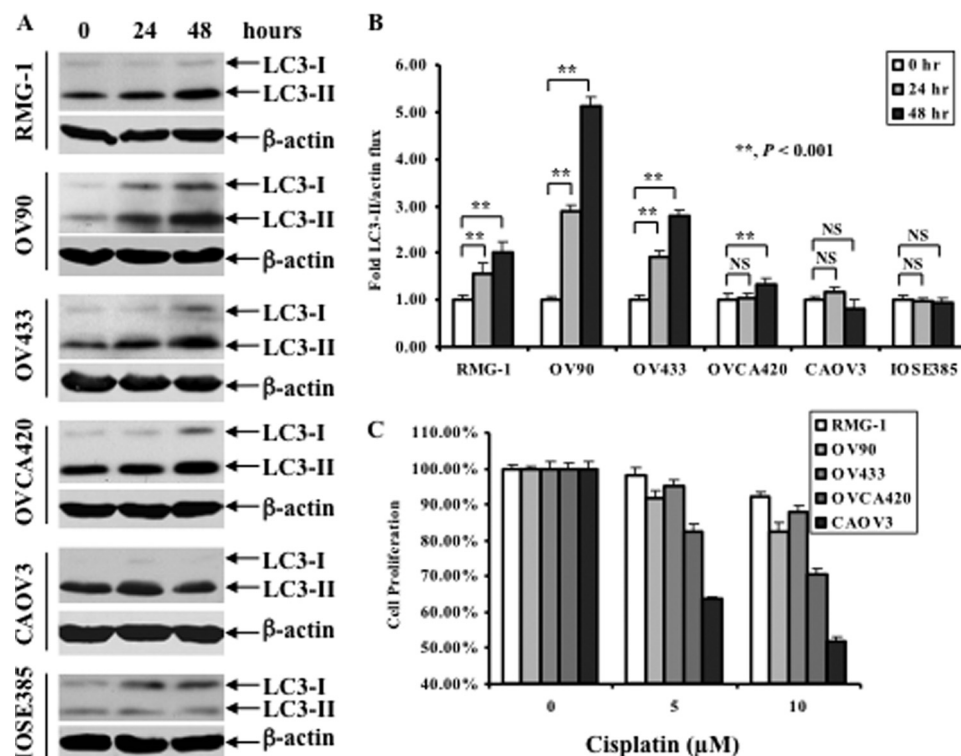 A
0 24 48 hours
RMG-1
LC3-I
LC3-II
β-actin
OV90
LC3-I
LC3-II
β-actin
OV433
LC3-I
LC3-II
β-actin
OVCA420
LC3-I
LC3-II
β-actin
CAOV3
LC3-I
LC3-II
β-actin
IOSE385
LC3-I
LC3-II
β-actin
B
Fold LC3-II/actin flux
6.00
5.00
4.00
3.00
2.00
1.00
0.00
0 hr
24 hr
48 hr
**, P < 0.001
** **
** **
** **
NS **
NS NS
NS NS
RMG-1 OV90 OV433 OVCA420 CAOV3 IOSE385
C
Cell Proliferation
110.00%
100.00%
90.00%
80.00%
70.00%
60.00%
50.00%
40.00%
RMG-1
OV90
OV433
OVCA420
CAOV3
0 5 10
Cisplatin (µM)